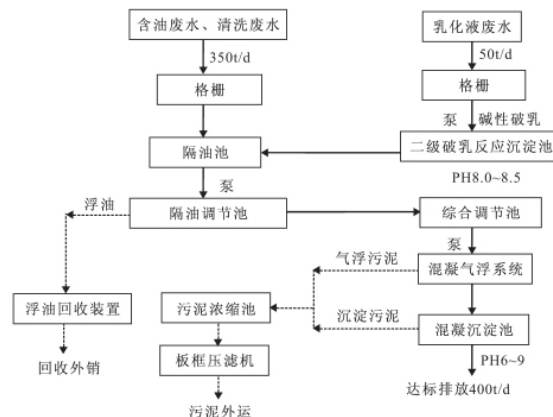 含油废水、清洗废水
乳化液废水
350t/d
50t/d
格栅
格栅
泵
碱性破乳
隔油池
二级破乳反应沉淀池
泵
PH8.0~8.5
浮油
隔油调节池
综合调节池
泵
气浮污泥
混凝气浮系统
浮油回收装置
污泥浓缩池
沉淀污泥
混凝沉淀池
回收外销
板框压滤机
PH6~9
污泥外运
达标排放400t/d